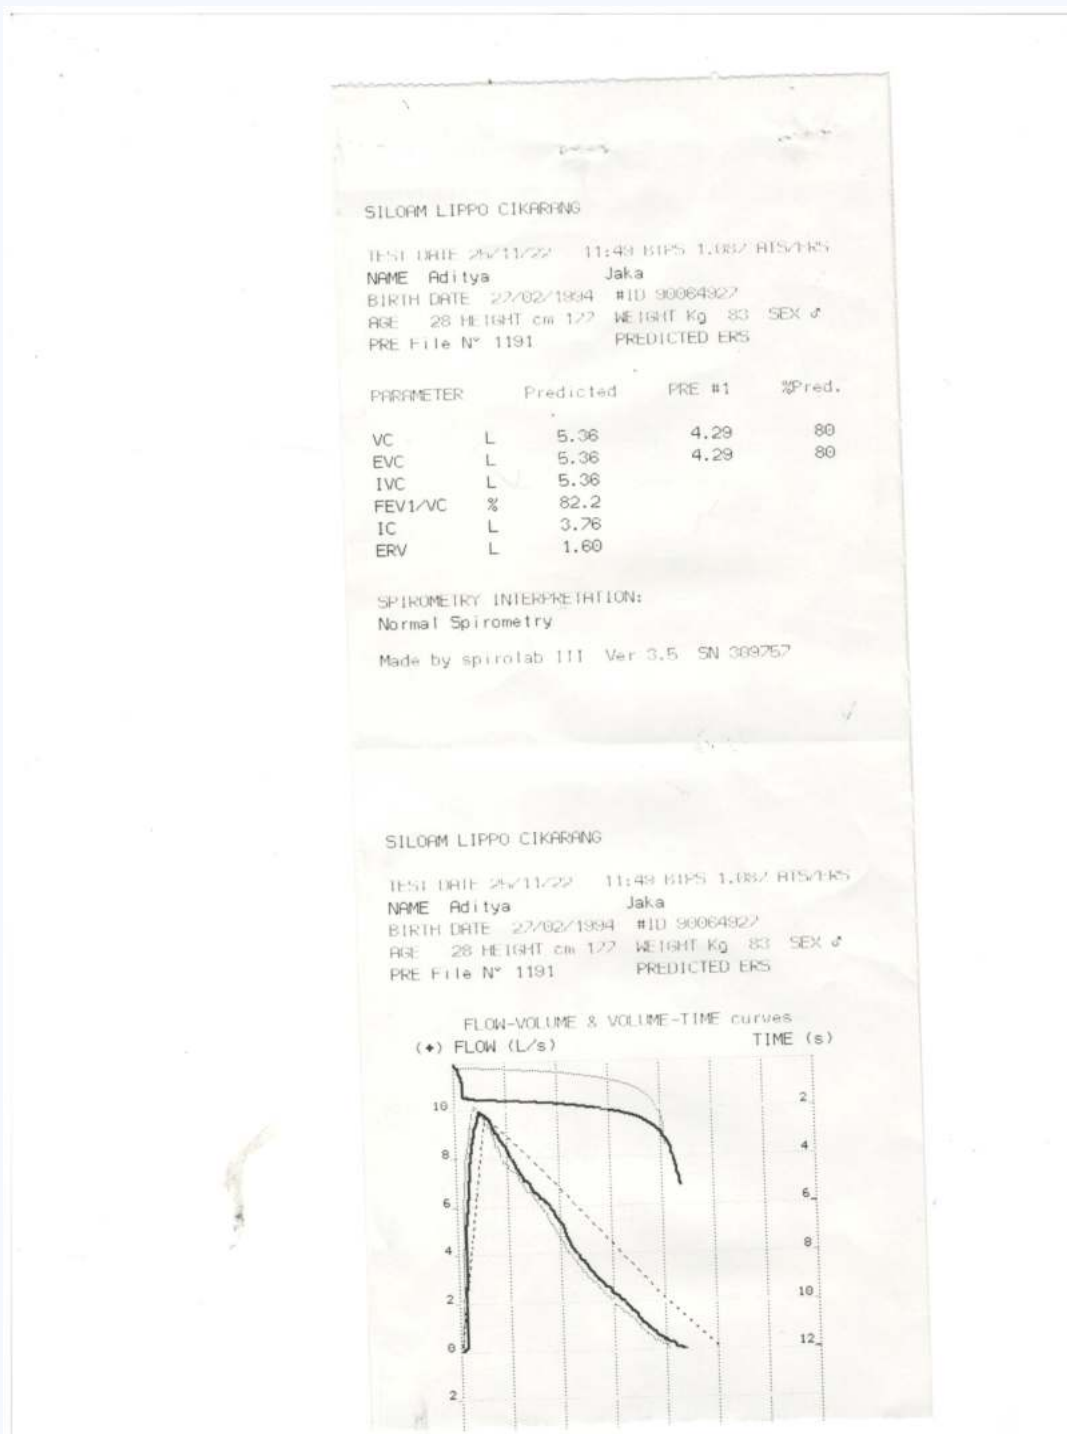 SILOAM LIPPO CIKARANG
TEST DATE 25/11/22 11:49 BTPS 1.087 ATS/ERS
NAME Aditya Jaka
BIRTH DATE 27/02/1994 #ID 90064927
AGE 28 HEIGHT cm 177 WEIGHT Kg 83 SEX ♂
PRE File N° 1191 PREDICTED ERS
PARAMETER Predicted PRE #1 %Pred.
VC L 5.36 4.29 80
EVC L 5.36 4.29 80
IVC L 5.36
FEV1/VC % 82.2
IC L 3.76
ERV L 1.60
SPIROMETRY INTERPRETATION:
Normal Spirometry
Made by spirolab III Ver 3.5 SN 309757
SILOAM LIPPO CIKARANG
TEST DATE 25/11/22 11:49 BTPS 1.087 ATS/ERS
NAME Aditya Jaka
BIRTH DATE 27/02/1994 #ID 90064927
AGE 28 HEIGHT cm 177 WEIGHT Kg 83 SEX ♂
PRE File N° 1191 PREDICTED ERS
FLOW-VOLUME & VOLUME-TIME curves
(+) FLOW (L/s) TIME (s)
10 2
8 4
6 6
4 8
2 10
0 12
2